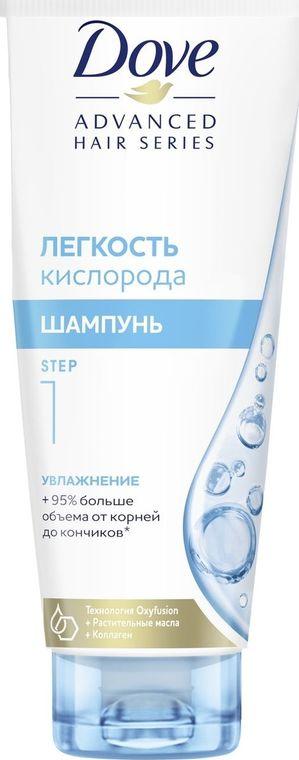 Dove
ADVANCED
HAIR SERIES
ЛЕГКОСТЬ
кислорода
ШАМПУНЬ
STEP
1
УВЛАЖНЕНИЕ
+ 95% больше
объема от корней
до кончиков*
Технология Oxyfusion
+ Растительные масла
+ Коллаген